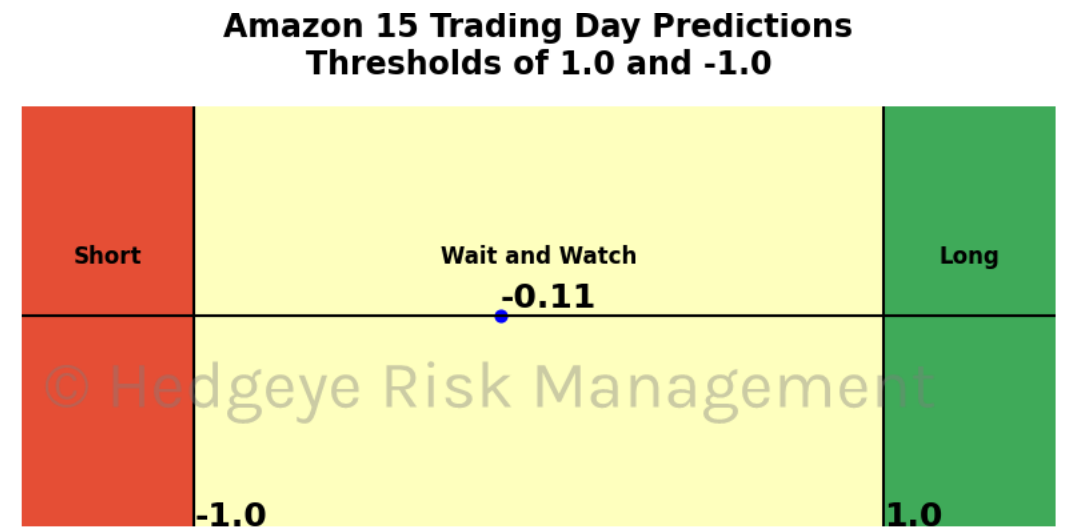 Amazon 15 Trading Day Predictions
Thresholds of 1.0 and -1.0
Short
Wait and Watch
Long
-0.11
© Hedgeye Risk Management
-1.0
1.0